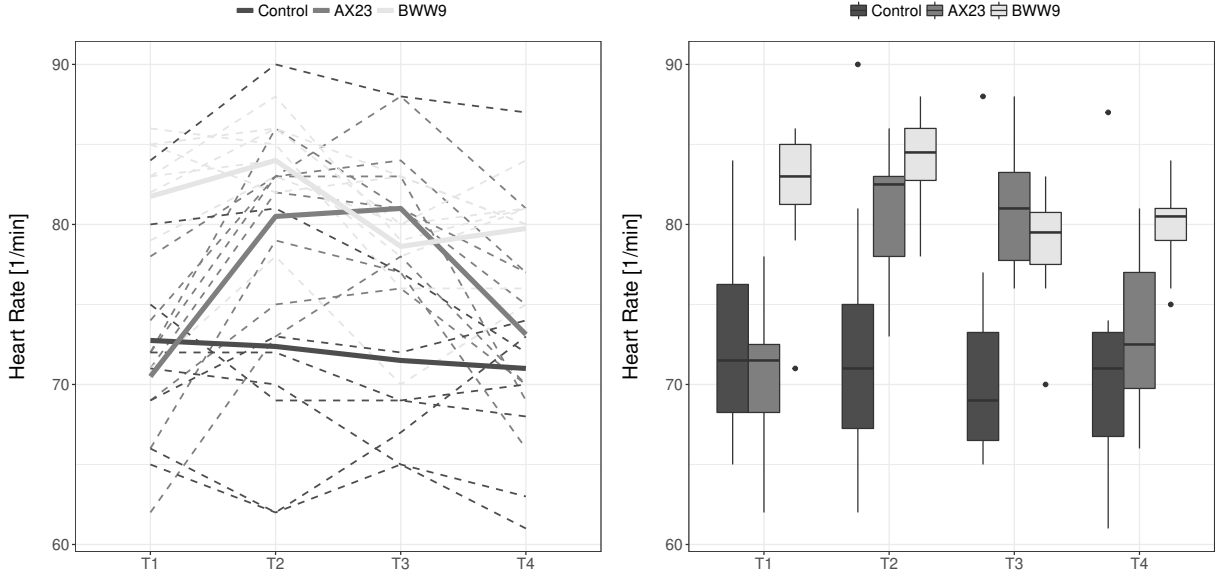 Control AX23 BWW9
Heart Rate [1/min]
90
80
70
60
T1 T2 T3 T4
Control AX23 BWW9
Heart Rate [1/min]
90
80
70
60
T1 T2 T3 T4